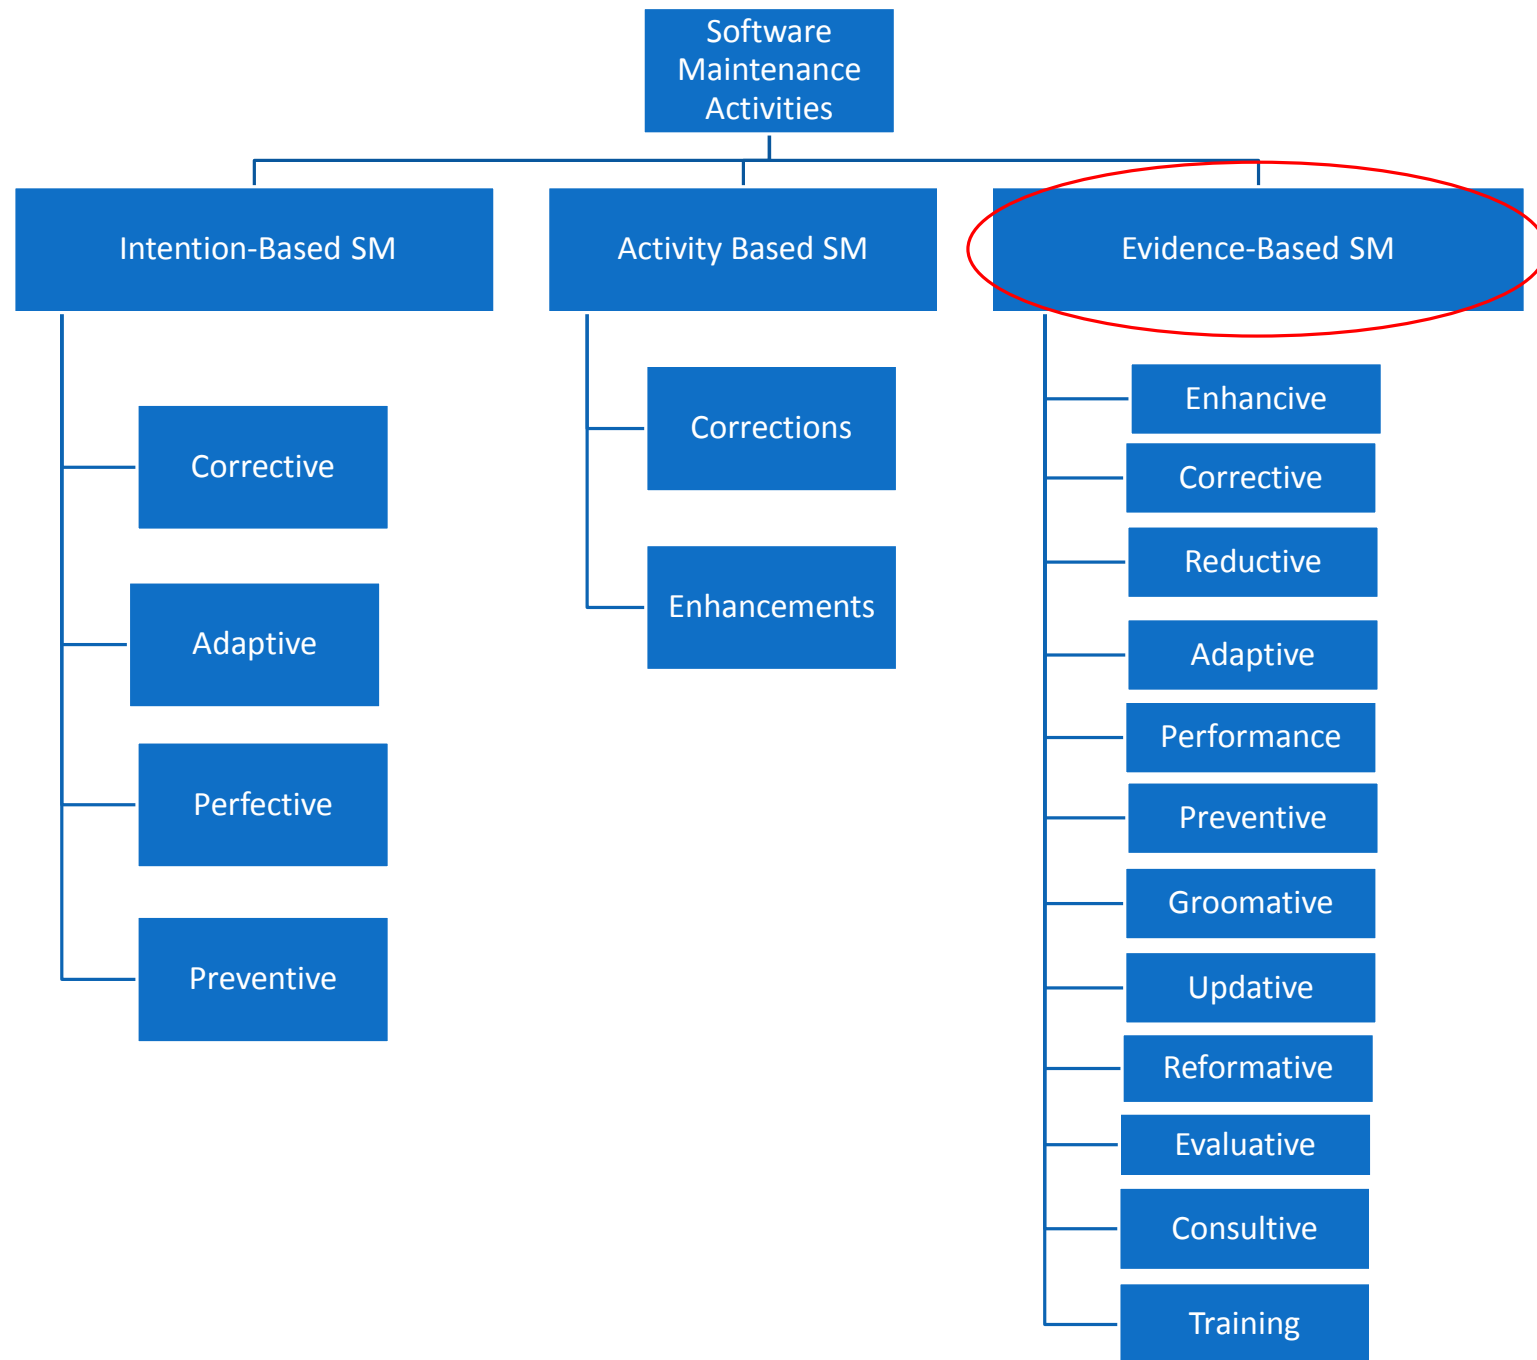 Software
Maintenance
Activities
Intention-Based SM
Activity Based SM
Evidence-Based SM
Corrective
Adaptive
Perfective
Preventive
Corrections
Enhancements
Enhancive
Corrective
Reductive
Adaptive
Performance
Preventive
Groomative
Updative
Reformative
Evaluative
Consultive
Training